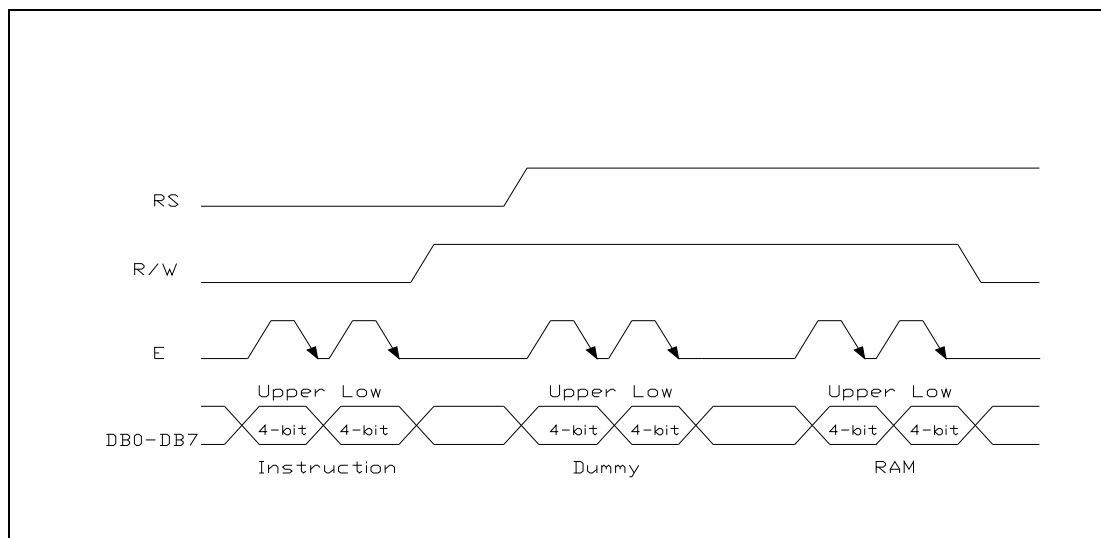 RS
R/W
E
Upper Low Upper Low Upper Low
DB0-DB7 4-bit 4-bit 4-bit 4-bit 4-bit 4-bit
Instruction Dummy RAM